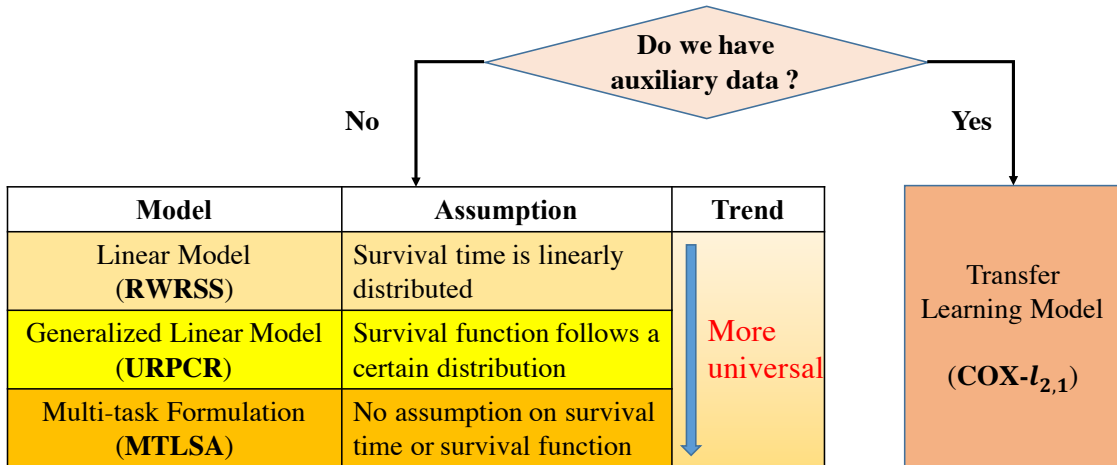 Do we have
auxiliary data ?
No
Yes
Model
Assumption
Trend
Linear Model
(RWRSS)
Survival time is linearly
distributed
Generalized Linear Model
(URPCR)
Survival function follows a
certain distribution
Multi-task Formulation
(MTLSA)
No assumption on survival
time or survival function
More
universal
Transfer
Learning Model
(COX-l₂,₁)